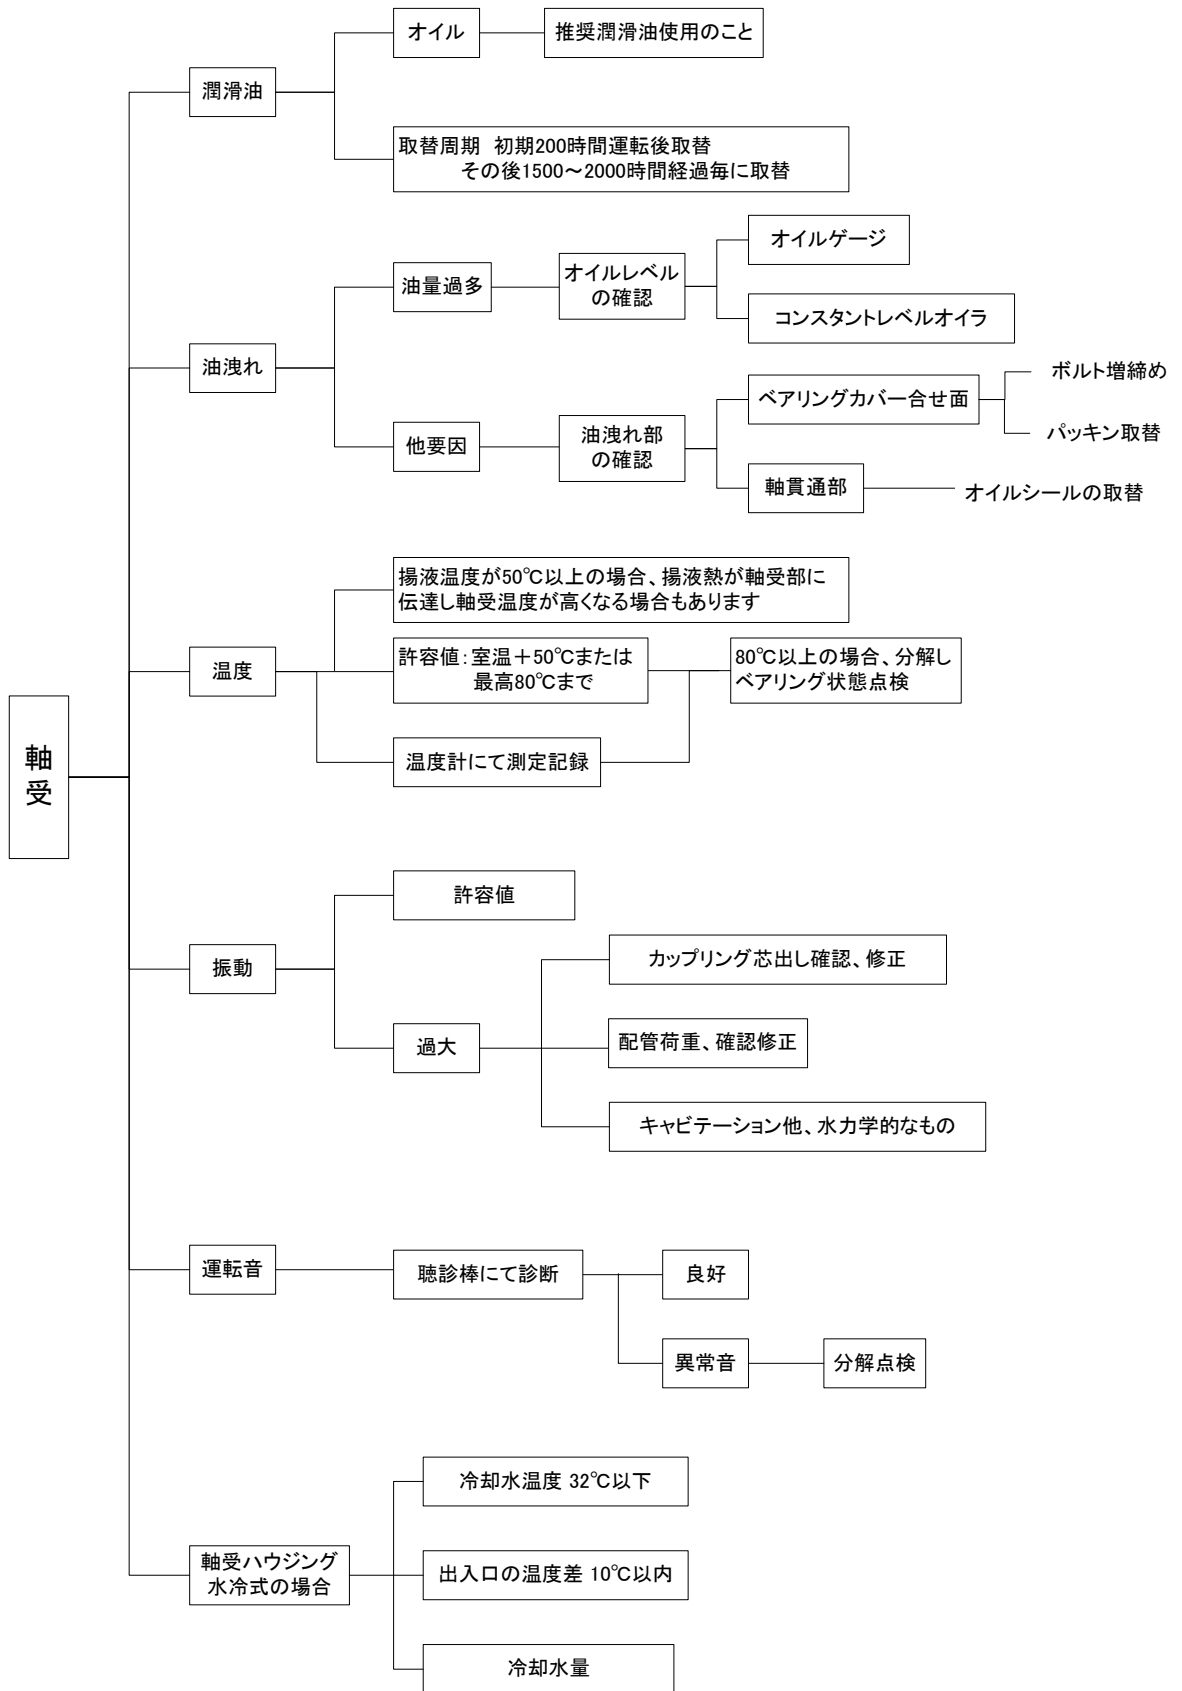 オイル
推奨潤滑油使用のこと
潤滑油
取替周期 初期200時間運転後取替
その後1500～2000時間経過毎に取替
オイルゲージ
油量過多
オイルレベル
の確認
コンスタントレベルオイラ
油洩れ
ボルト増締め
ベアリングカバー合せ面
パッキン取替
他要因
油洩れ部
の確認
軸貫通部
オイルシールの取替
揚液温度が50℃以上の場合、揚液熱が軸受部に
伝達し軸受温度が高くなる場合もあります
温度
許容値：室温＋50℃または
最高80℃まで
80℃以上の場合、分解し
ベアリング状態点検
温度計にて測定記録
軸
受
許容値
振動
カップリング芯出し確認、修正
過大
配管荷重、確認修正
キャビテーション他、水力学的なもの
運転音
聴診棒にて診断
良好
異常音
分解点検
冷却水温度 32℃以下
軸受ハウジング
水冷式の場合
出入口の温度差 10℃以内
冷却水量